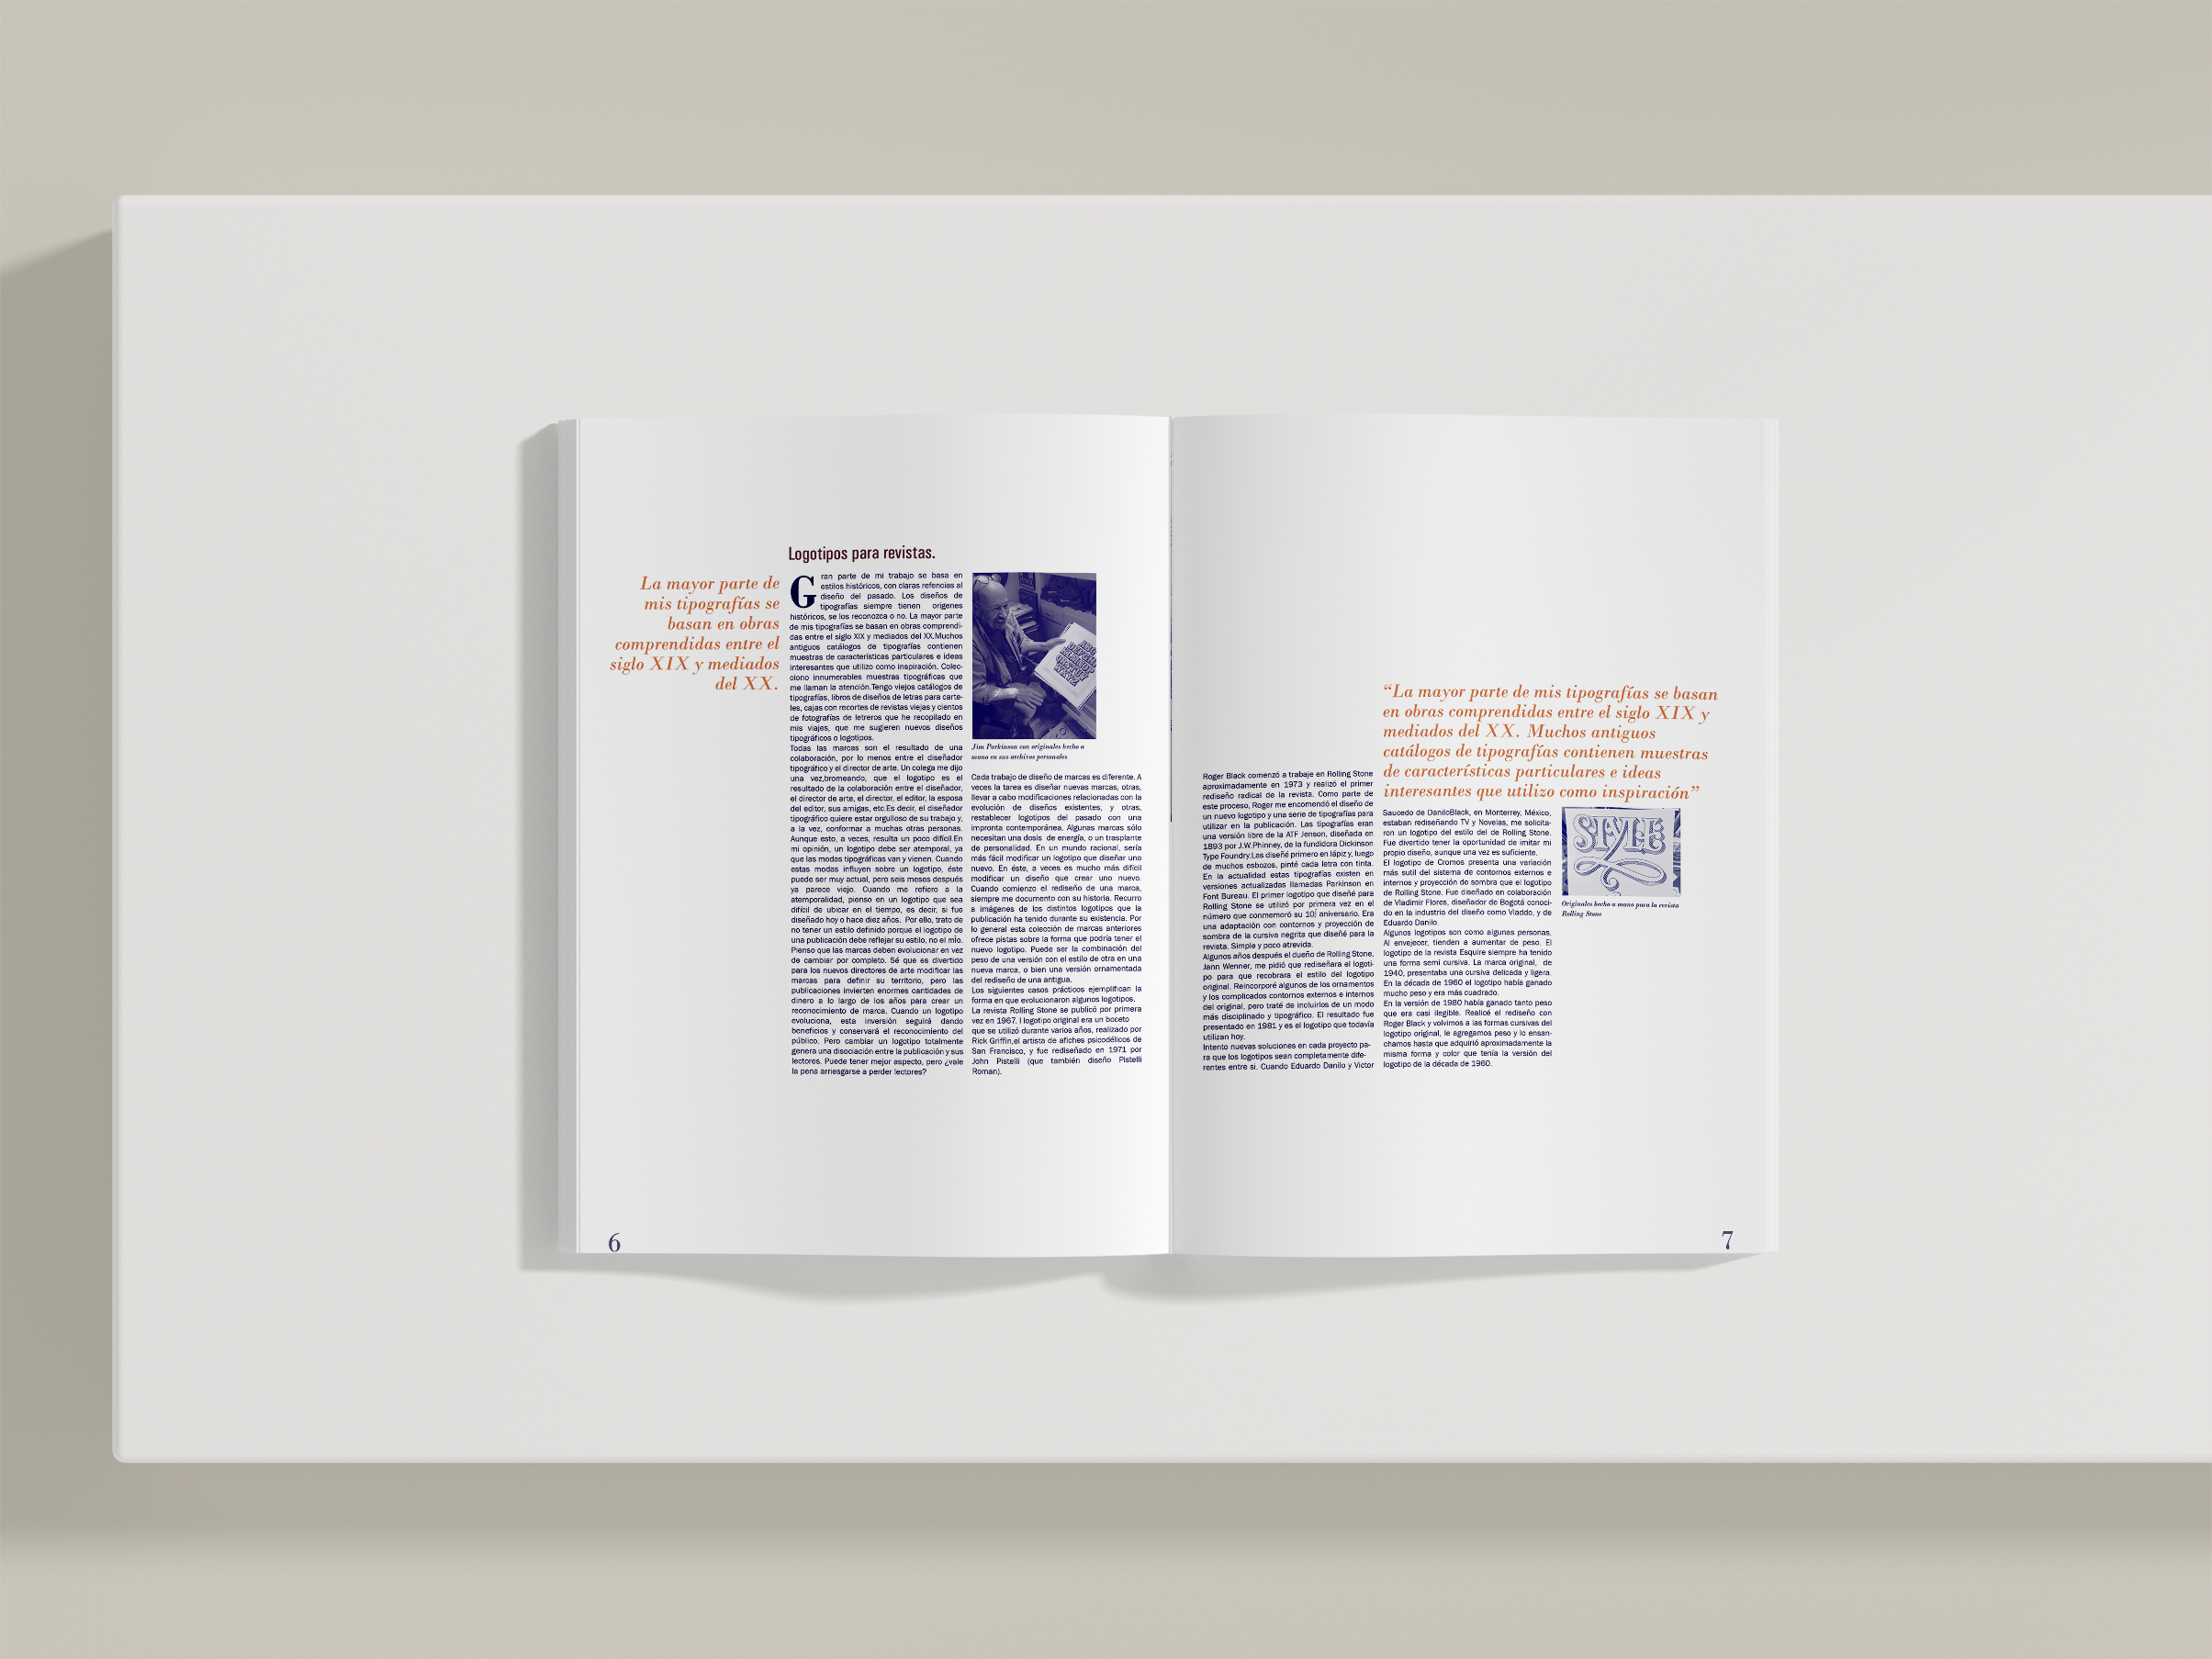 Logotipos para revistas.
La mayor parte de
mis tipografías se
basan en obras
comprendidas entre el
siglo XIX y mediados
del XX.
Gran parte de mi trabajo se basa en
estilos históricos, con claras refencias al
diseño del pasado. Los diseños de
tipografías siempre tienen origenes
históricos, se los reconozca o no. La mayor parte
de mis tipografías se basan en obras comprendi-
das entre el siglo XIX y mediados del XX.Muchos
antiguos catálogos de tipografías contienen
muestras de características particulares e ideas
interesantes que utilizo como inspiración. Colec-
ciono innumerables muestras tipográficas que
me llaman la atención.Tengo viejos catálogos de
tipografías, libros de diseños de letras para carte-
les, cajas con recortes de revistas viejas y cientos
de fotografías de letreros que he recopilado en
mis viajes, que me sugieren nuevos diseños
tipográficos o logotipos.
Todas las marcas son el resultado de una
colaboración, por lo menos entre el diseñador
tipográfico y el director de arte. Un colega me dijo
una vez,bromeando, que el logotipo es el
resultado de la colaboración entre el diseñador,
el director de arte, el director, el editor, la esposa
del editor, sus amigas, etc.Es decir, el diseñador
tipográfico quiere estar orgulloso de su trabajo y,
a la vez, conformar a muchas otras personas.
Aunque esto, a veces, resulta un poco difícil.En
mi opinión, un logotipo debe ser atemporal, ya
que las modas tipográficas van y vienen. Cuando
estas modas influyen sobre un logotipo, éste
puede ser muy actual, pero seis meses después
ya parece viejo. Cuando me refiero a la
atemporalidad, pienso en un logotipo que sea
difícil de ubicar en el tiempo, es decir, si fue
diseñado hoy o hace diez años. Por ello, trato de
no tener un estilo definido porque el logotipo de
una publicación debe reflejar su estilo, no el mìo.
Pienso que las marcas deben evolucionar en vez
de cambiar por completo. Sé que es divertido
para los nuevos directores de arte modificar las
marcas para definir su territorio, pero las
publicaciones invierten enormes cantidades de
dinero a lo largo de los años para crear un
reconocimiento de marca. Cuando un logotipo
evoluciona, esta inversión seguirá dando
beneficios y conservará el reconocimiento del
público. Pero cambiar un logotipo totalmente
genera una disociación entre la publicación y sus
lectores. Puede tener mejor aspecto, pero ¿vale
la pena arriesgarse a perder lectores?
Jim Parkinson con originales hecho a
mano en sus archivos personales
Cada trabajo de diseño de marcas es diferente. A
veces la tarea es diseñar nuevas marcas, otras,
llevar a cabo modificaciones relacionadas con la
evolución de diseños existentes, y otras,
restablecer logotipos del pasado con una
impronta contemporánea. Algunas marcas sólo
necesitan una dosis de energía, o un trasplante
de personalidad. En un mundo racional, sería
más fácil modificar un logotipo que diseñar uno
nuevo. En éste, a veces es mucho más difícil
modificar un diseño que crear uno nuevo.
Cuando comienzo el rediseño de una marca,
siempre me documento con su historia. Recurro
a imágenes de los distintos logotipos que la
publicación ha tenido durante su existencia. Por
lo general esta colección de marcas anteriores
ofrece pistas sobre la forma que podría tener el
nuevo logotipo. Puede ser la combinación del
peso de una versión con el estilo de otra en una
nueva marca, o bien una versión ornamentada
del rediseño de una antigua.
Los siguientes casos prácticos ejemplifican la
forma en que evolucionaron algunos logotipos.
La revista Rolling Stone se publicó por primera
vez en 1967. l logotipo original era un boceto
que se utilizó durante varios años, realizado por
Rick Griffin,el artista de afiches psicodélicos de
San Francisco, y fue rediseñado en 1971 por
John Pistelli (que también diseño Pistelli
Roman).
6
Roger Black comenzó a trabaje en Rolling Stone
aproximadamente en 1973 y realizó el primer
rediseño radical de la revista. Como parte de
este proceso, Roger me encomendó el diseño de
un nuevo logotipo y una serie de tipografías para
utilizar en la publicación. Las tipografías eran
una versión libre de la ATF Jenson, diseñada en
1893 por J.W.Phinney, de la fundidora Dickinson
Type Foundry.Las diseñé primero en lápiz y, luego
de muchos esbozos, pinté cada letra con tinta.
En la actualidad estas tipografías existen en
versiones actualizadas llamadas Parkinson en
Font Bureau. El primer logotipo que diseñé para
Rolling Stone se utilizó por primera vez en el
número que conmemoró su 10¦ aniversario. Era
una adaptación con contornos y proyección de
sombra de la cursiva negrita que diseñé para la
revista. Simple y poco atrevida.
Algunos años después el dueño de Rolling Stone,
Jann Wenner, me pidió que rediseñara el logoti-
po para que recobrara el estilo del logotipo
original. Reincorporé algunos de los ornamentos
y los complicados contornos externos e internos
del original, pero traté de incluirlos de un modo
más disciplinado y tipográfico. El resultado fue
presentado en 1981 y es el logotipo que todavía
utilizan hoy.
Intento nuevas soluciones en cada proyecto pa-
ra que los logotipos sean completamente dife-
rentes entre si. Cuando Eduardo Danilo y Victor
“La mayor parte de mis tipografías se basan
en obras comprendidas entre el siglo XIX y
mediados del XX. Muchos antiguos
catálogos de tipografías contienen muestras
de características particulares e ideas
interesantes que utilizo como inspiración”
Saucedo de DaniloBlack, en Monterrey, México,
estaban rediseñando TV y Novelas, me solicita-
ron un logotipo del estilo del de Rolling Stone.
Fue divertido tener la oportunidad de imitar mi
propio diseño, aunque una vez es suficiente.
El logotipo de Cromos presenta una variación
más sutil del sistema de contornos externos e
internos y proyección de sombra que el logotipo
de Rolling Stone. Fue diseñado en colaboración
de Vladimir Flores, diseñador de Bogotá conoci-
do en la industria del diseño como Vladdo, y de
Eduardo Danilo.
Algunos logotipos son como algunas personas.
Al envejecer, tienden a aumentar de peso. El
logotipo de la revista Esquire siempre ha tenido
una forma semi cursiva. La marca original, de
1940, presentaba una cursiva delicada y ligera.
En la década de 1960 el logotipo había ganado
mucho peso y era más cuadrado.
En la versión de 1980 había ganado tanto peso
que era casi ilegible. Realicé el rediseño con
Roger Black y volvimos a las formas cursivas del
logotipo original, le agregamos peso y lo ensan-
chamos hasta que adquirió aproximadamente la
misma forma y color que tenía la versión del
logotipo de la década de 1960.
STYLE
Originales hecho a mano para la revista
Rolling Stone
7